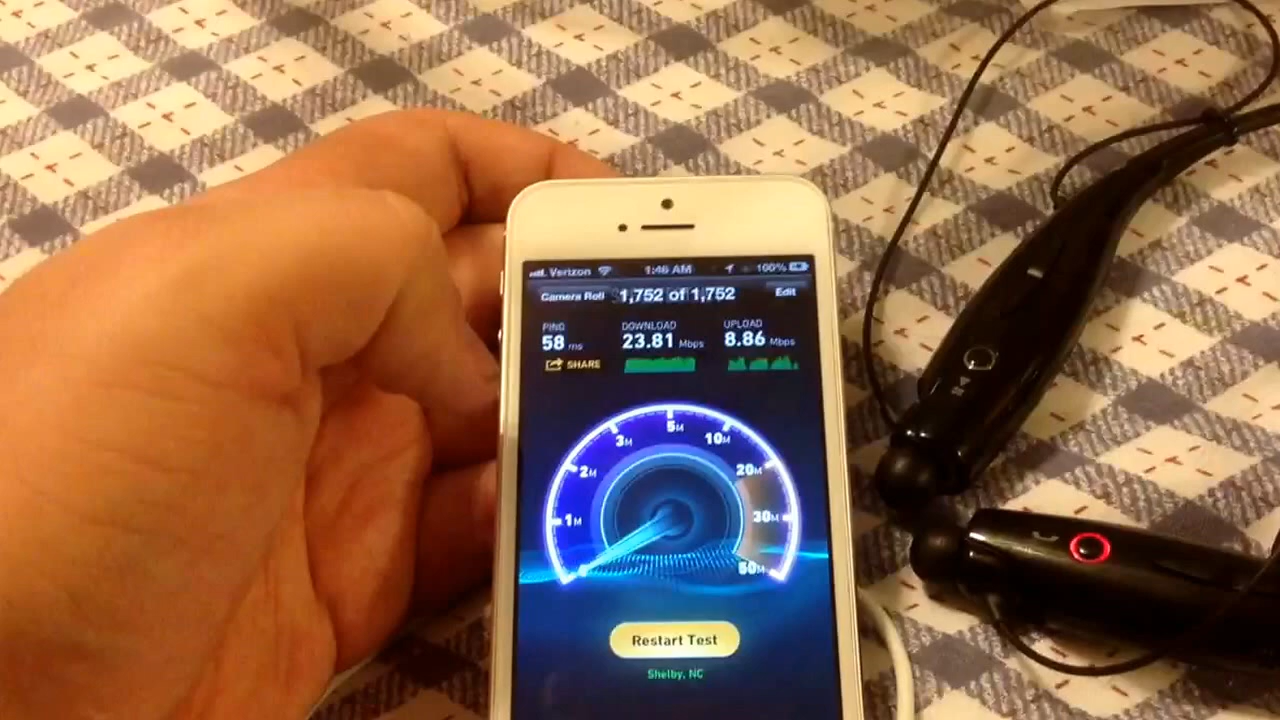 Verizon 1:46 AM 100%
Camera Roll 1,752 of 1,752 Edit
PING DOWNLOAD UPLOAD
58 ms 23.81 Mbps 8.86 Mbps
SHARE
5M
3M 10M
2M 20M
1M 30M
50M
Restart Test
Shelby, NC